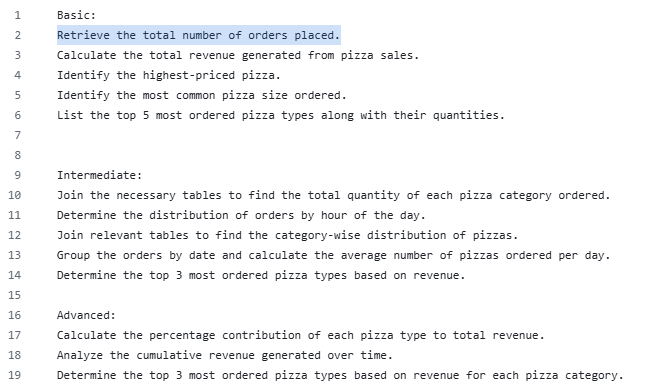 1 Basic:
2 Retrieve the total number of orders placed.
3 Calculate the total revenue generated from pizza sales.
4 Identify the highest-priced pizza.
5 Identify the most common pizza size ordered.
6 List the top 5 most ordered pizza types along with their quantities.
7
8
9 Intermediate:
10 Join the necessary tables to find the total quantity of each pizza category ordered.
11 Determine the distribution of orders by hour of the day.
12 Join relevant tables to find the category-wise distribution of pizzas.
13 Group the orders by date and calculate the average number of pizzas ordered per day.
14 Determine the top 3 most ordered pizza types based on revenue.
15
16 Advanced:
17 Calculate the percentage contribution of each pizza type to total revenue.
18 Analyze the cumulative revenue generated over time.
19 Determine the top 3 most ordered pizza types based on revenue for each pizza category.